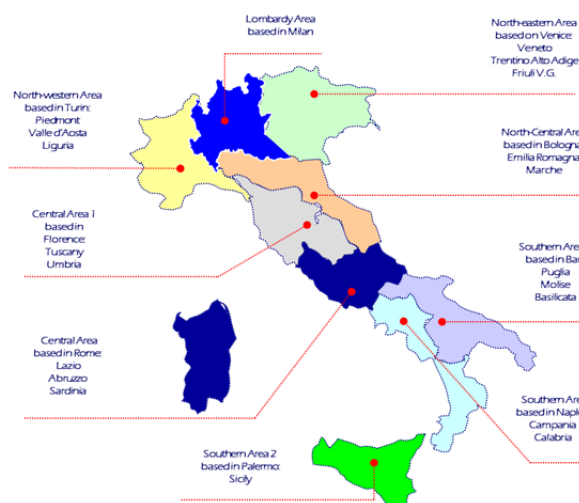 Lombardy Area
based in Milan
North-eastern Area
based on Venice:
Veneto
Trentino Alto Adige
Friuli V.G.
North-western Area
based in Turin:
Piedmont
Valle d'Aosta
Liguria
North-Central Are
based in Bologna
Emilia Romagna
Marche
Central Area 1
based in
Florence:
Tuscany
Umbria
Southern Are
based in Bar
Puglia
Molise
Basilicata
Central Area
based in Rome:
Lazio
Abruzzo
Sardinia
Southern Are
based in Naple
Campania
Calabria
Southern Area 2
based in Palermo:
Sicily